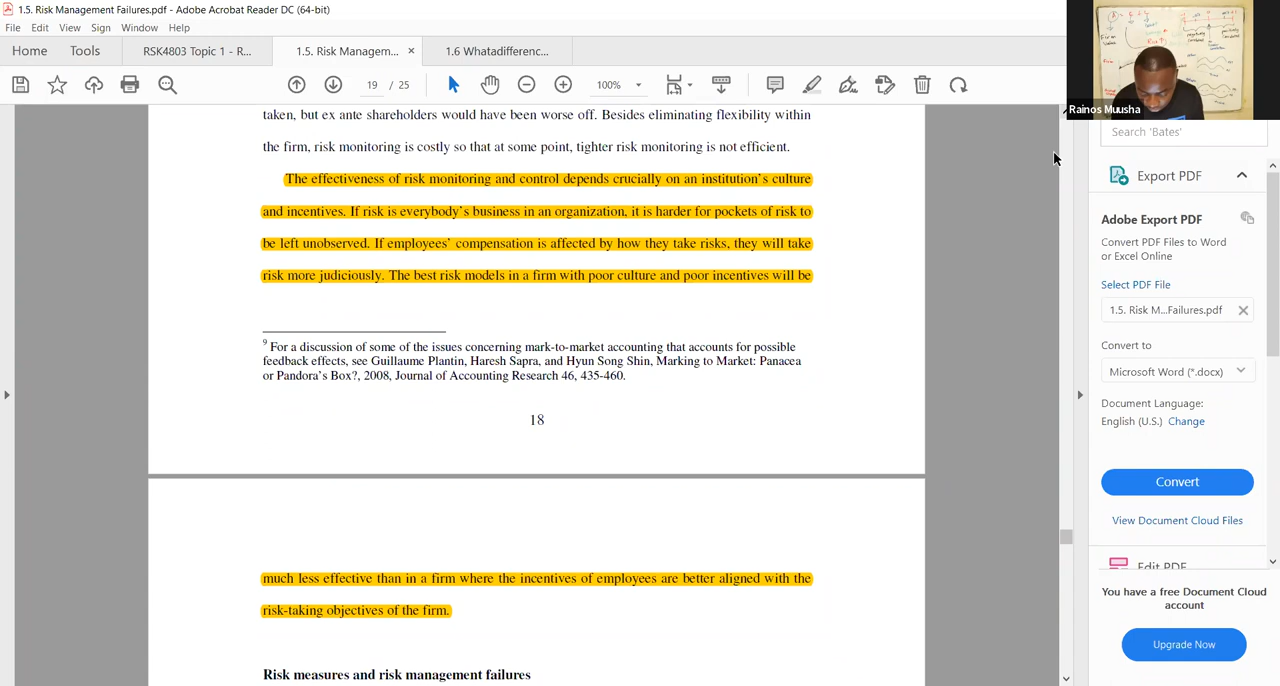 1.5. Risk Management Failures.pdf - Adobe Acrobat Reader DC (64-bit)
File Edit View Sign Window Help
Home Tools RSK4803 Topic 1 - R... 1.5. Risk Managem... × 1.6 Whatadifferenc...
19 / 25 100%
Rainos Muusha
taken, but ex ante shareholders would have been worse off. Besides eliminating flexibility within
the firm, risk monitoring is costly so that at some point, tighter risk monitoring is not efficient.
The effectiveness of risk monitoring and control depends crucially on an institution's culture
and incentives. If risk is everybody's business in an organization, it is harder for pockets of risk to
be left unobserved. If employees' compensation is affected by how they take risks, they will take
risk more judiciously. The best risk models in a firm with poor culture and poor incentives will be
9 For a discussion of some of the issues concerning mark-to-market accounting that accounts for possible
feedback effects, see Guillaume Plantin, Haresh Sapra, and Hyun Song Shin, Marking to Market: Panacea
or Pandora's Box?, 2008, Journal of Accounting Research 46, 435-460.
18
much less effective than in a firm where the incentives of employees are better aligned with the
risk-taking objectives of the firm.
Risk measures and risk management failures
Search 'Bates'
Export PDF
Adobe Export PDF
Convert PDF Files to Word
or Excel Online
Select PDF File
1.5. Risk M...Failures.pdf
Convert to
Microsoft Word (*.docx)
Document Language:
English (U.S.) Change
Convert
View Document Cloud Files
Edit PDF
You have a free Document Cloud
account
Upgrade Now